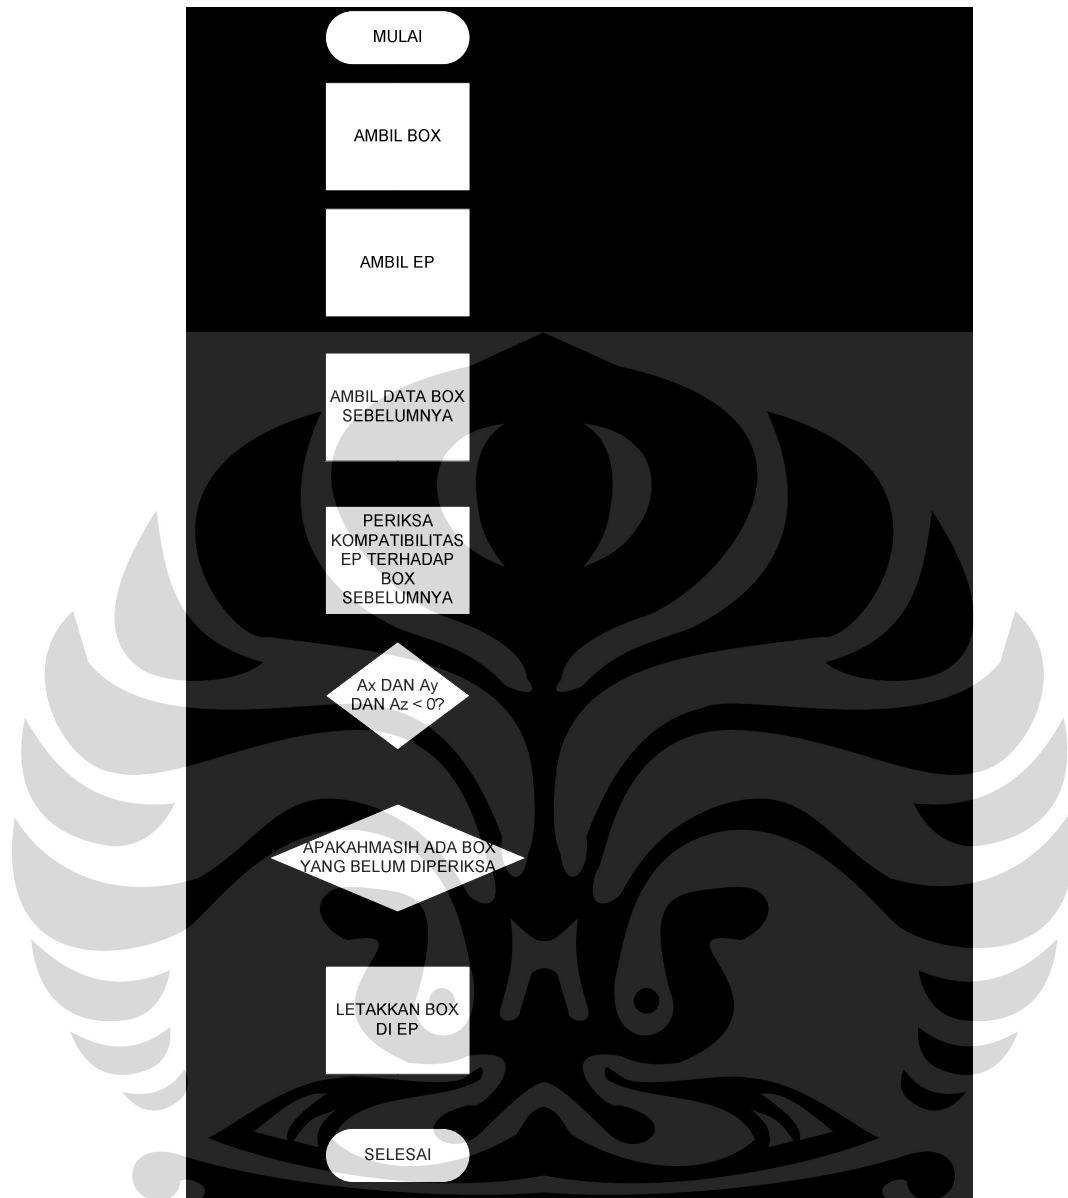 MULAI
AMBIL BOX
AMBIL EP
AMBIL DATA BOX
SEBELUMNYA
PERIKSA
KOMPATIBILITAS
EP TERHADAP
BOX
SEBELUMNYA
Ax DAN Ay
DAN Az < 0?
APAKAHMASIH ADA BOX
YANG BELUM DIPERIKSA
LETAKKAN BOX
DI EP
SELESAI